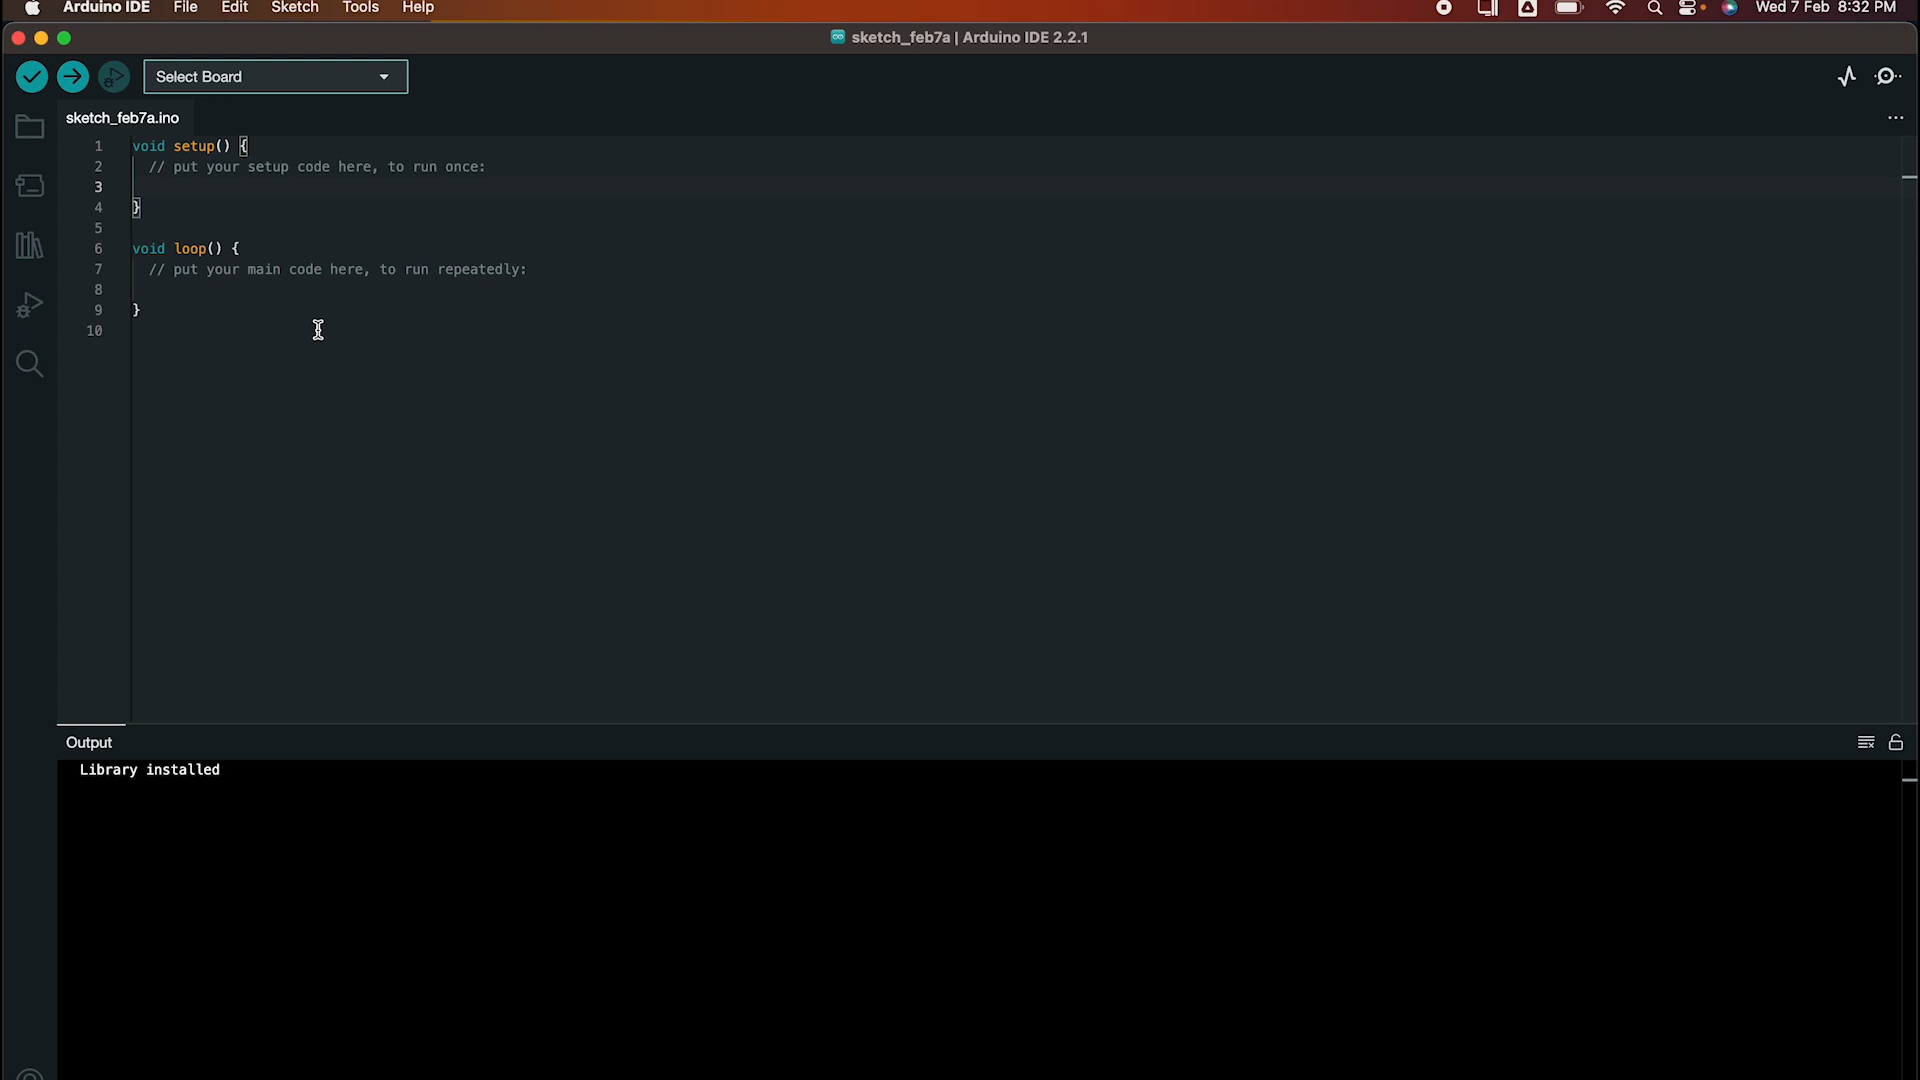 Arduino IDE File Edit Sketch Tools Help Wed 7 Feb 8:32 PM
sketch_feb7a | Arduino IDE 2.2.1
Select Board
sketch_feb7a.ino
1 void setup() {
2 // put your setup code here, to run once:
3
4 }
5
6 void loop() {
7 // put your main code here, to run repeatedly:
8
9 }
10
Output
Library installed